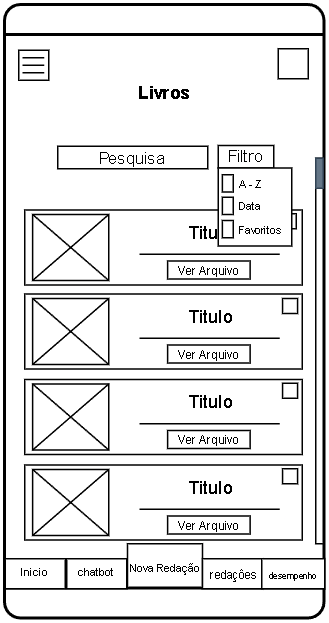 Livros
Pesquisa
Filtro
A - Z
Data
Favoritos
Ver Arquivo
Titulo
Ver Arquivo
Titulo
Ver Arquivo
Titulo
Ver Arquivo
Inicio
chatbot
Nova Redação
redações
desempenho